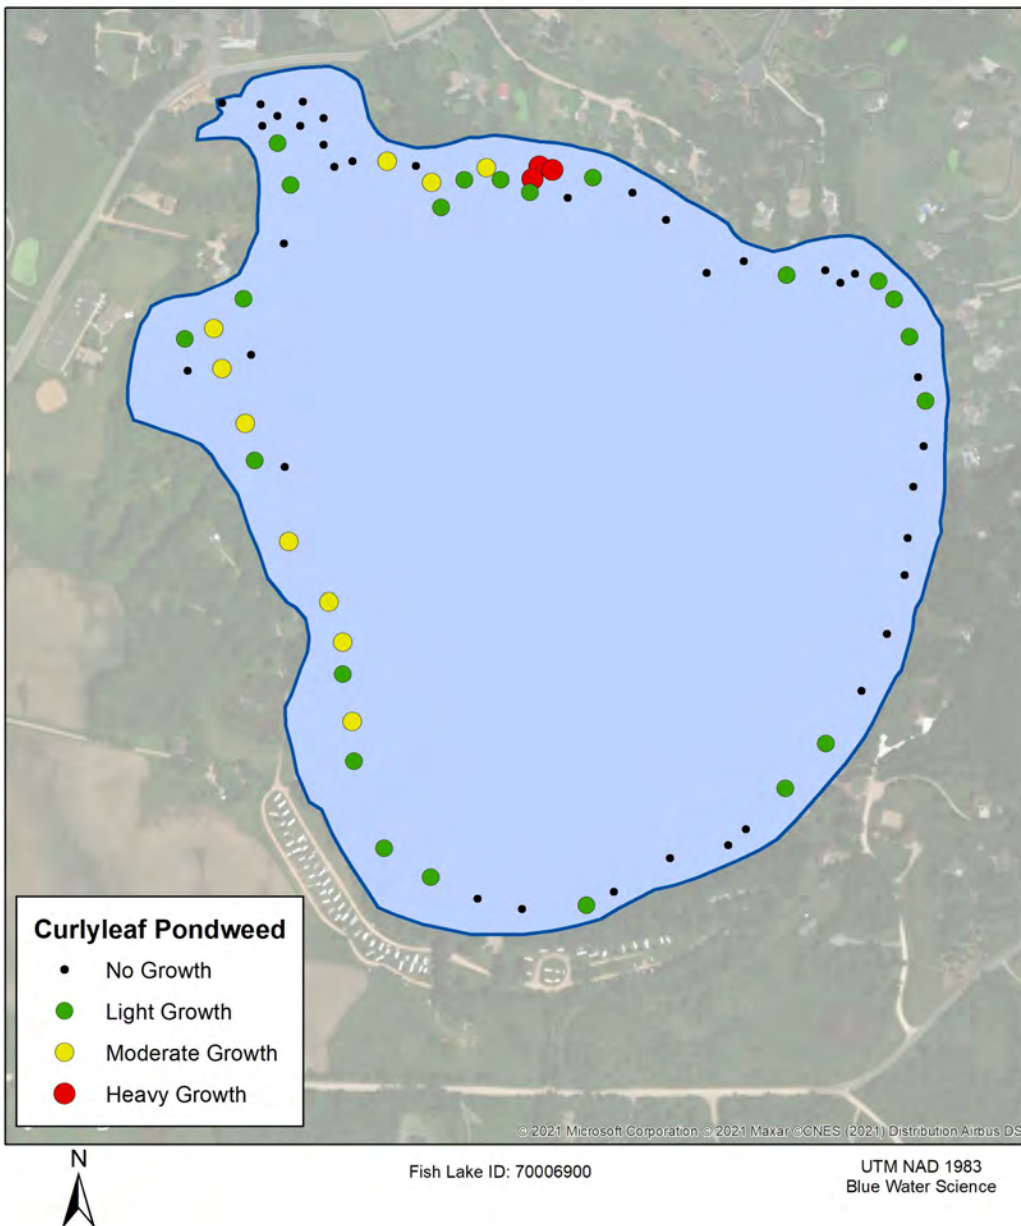 Curlyleaf Pondweed
No Growth
Light Growth
Moderate Growth
Heavy Growth
© 2021 Microsoft Corporation © 2021 Maxar ©CNES (2021) Distribution Airbus DS
N
Fish Lake ID: 70006900
UTM NAD 1983
Blue Water Science